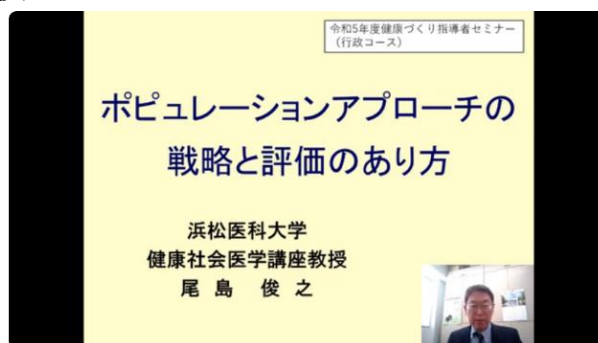 令和5年度健康づくり指導者セミナー
（行政コース）
ポピュレーションアプローチの
戦略と評価のあり方
浜松医科大学
健康社会医学講座教授
尾島 俊之